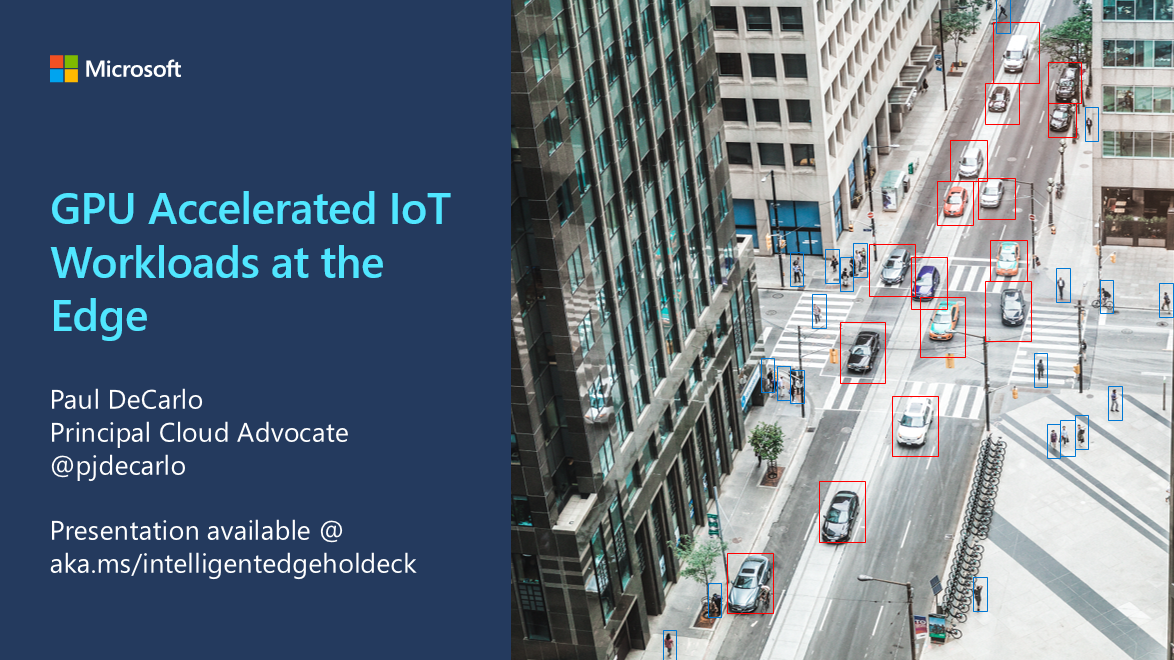 Microsoft
GPU Accelerated IoT
Workloads at the
Edge
Paul DeCarlo
Principal Cloud Advocate
@pjdecarlo
Presentation available @
aka.ms/intelligentedgeholdeck